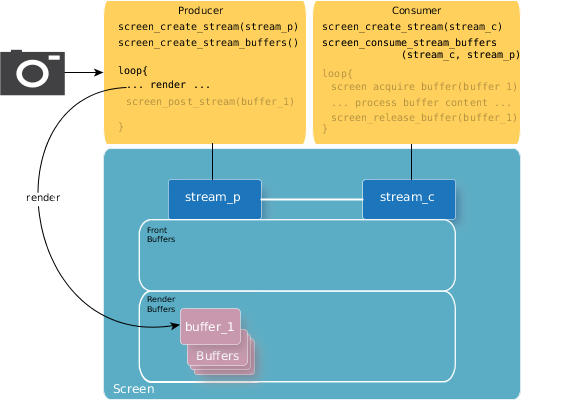 Producer
screen_create_stream(stream_p)
screen_create_stream_buffers()
loop{
... render ...
screen_post_stream(buffer_1)
}
Consumer
screen_create_stream(stream_c)
screen_consume_stream_buffers
(stream_c, stream_p)
loop{
screen acquire buffer(buffer 1)
... process buffer content ...
screen_release_buffer(buffer_1)
}
render
stream_p
stream_c
Front
Buffers
Render
Buffers
buffer_1
Buffers
Screen